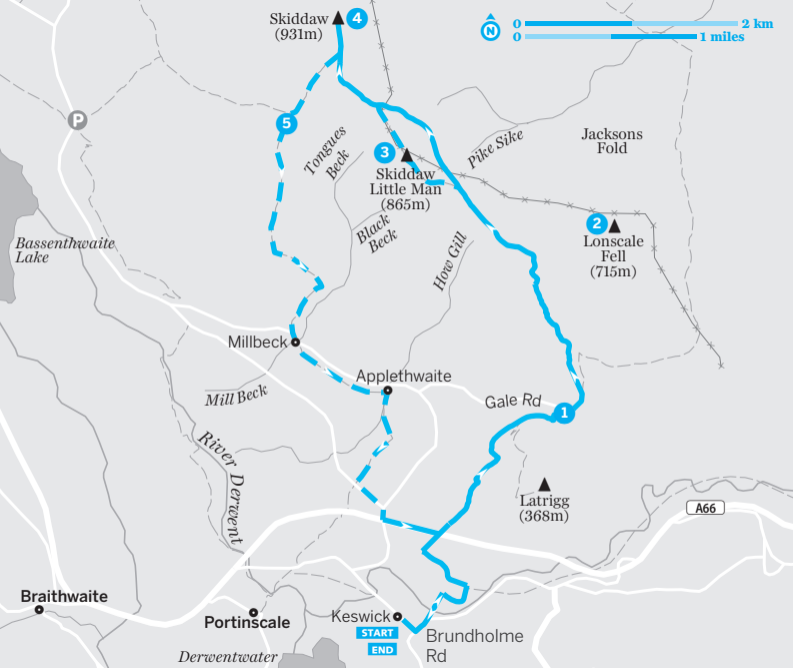 Skiddaw
(931m)
4
N
0
2 km
0
1 miles
P
5
Tongues
Beck
3
Skiddaw
Little Man
(865m)
Pike Sike
Jacksons
Fold
2
Lonscale
Fell
(715m)
Black
Beck
How Gill
Bassenthwaite
Lake
Millbeck
Applethwaite
Mill Beck
Gale Rd
1
River Derwent
Latrigg
(368m)
A66
Braithwaite
Portinscale
Keswick
START
END
Brundholme
Rd
Derwentwater